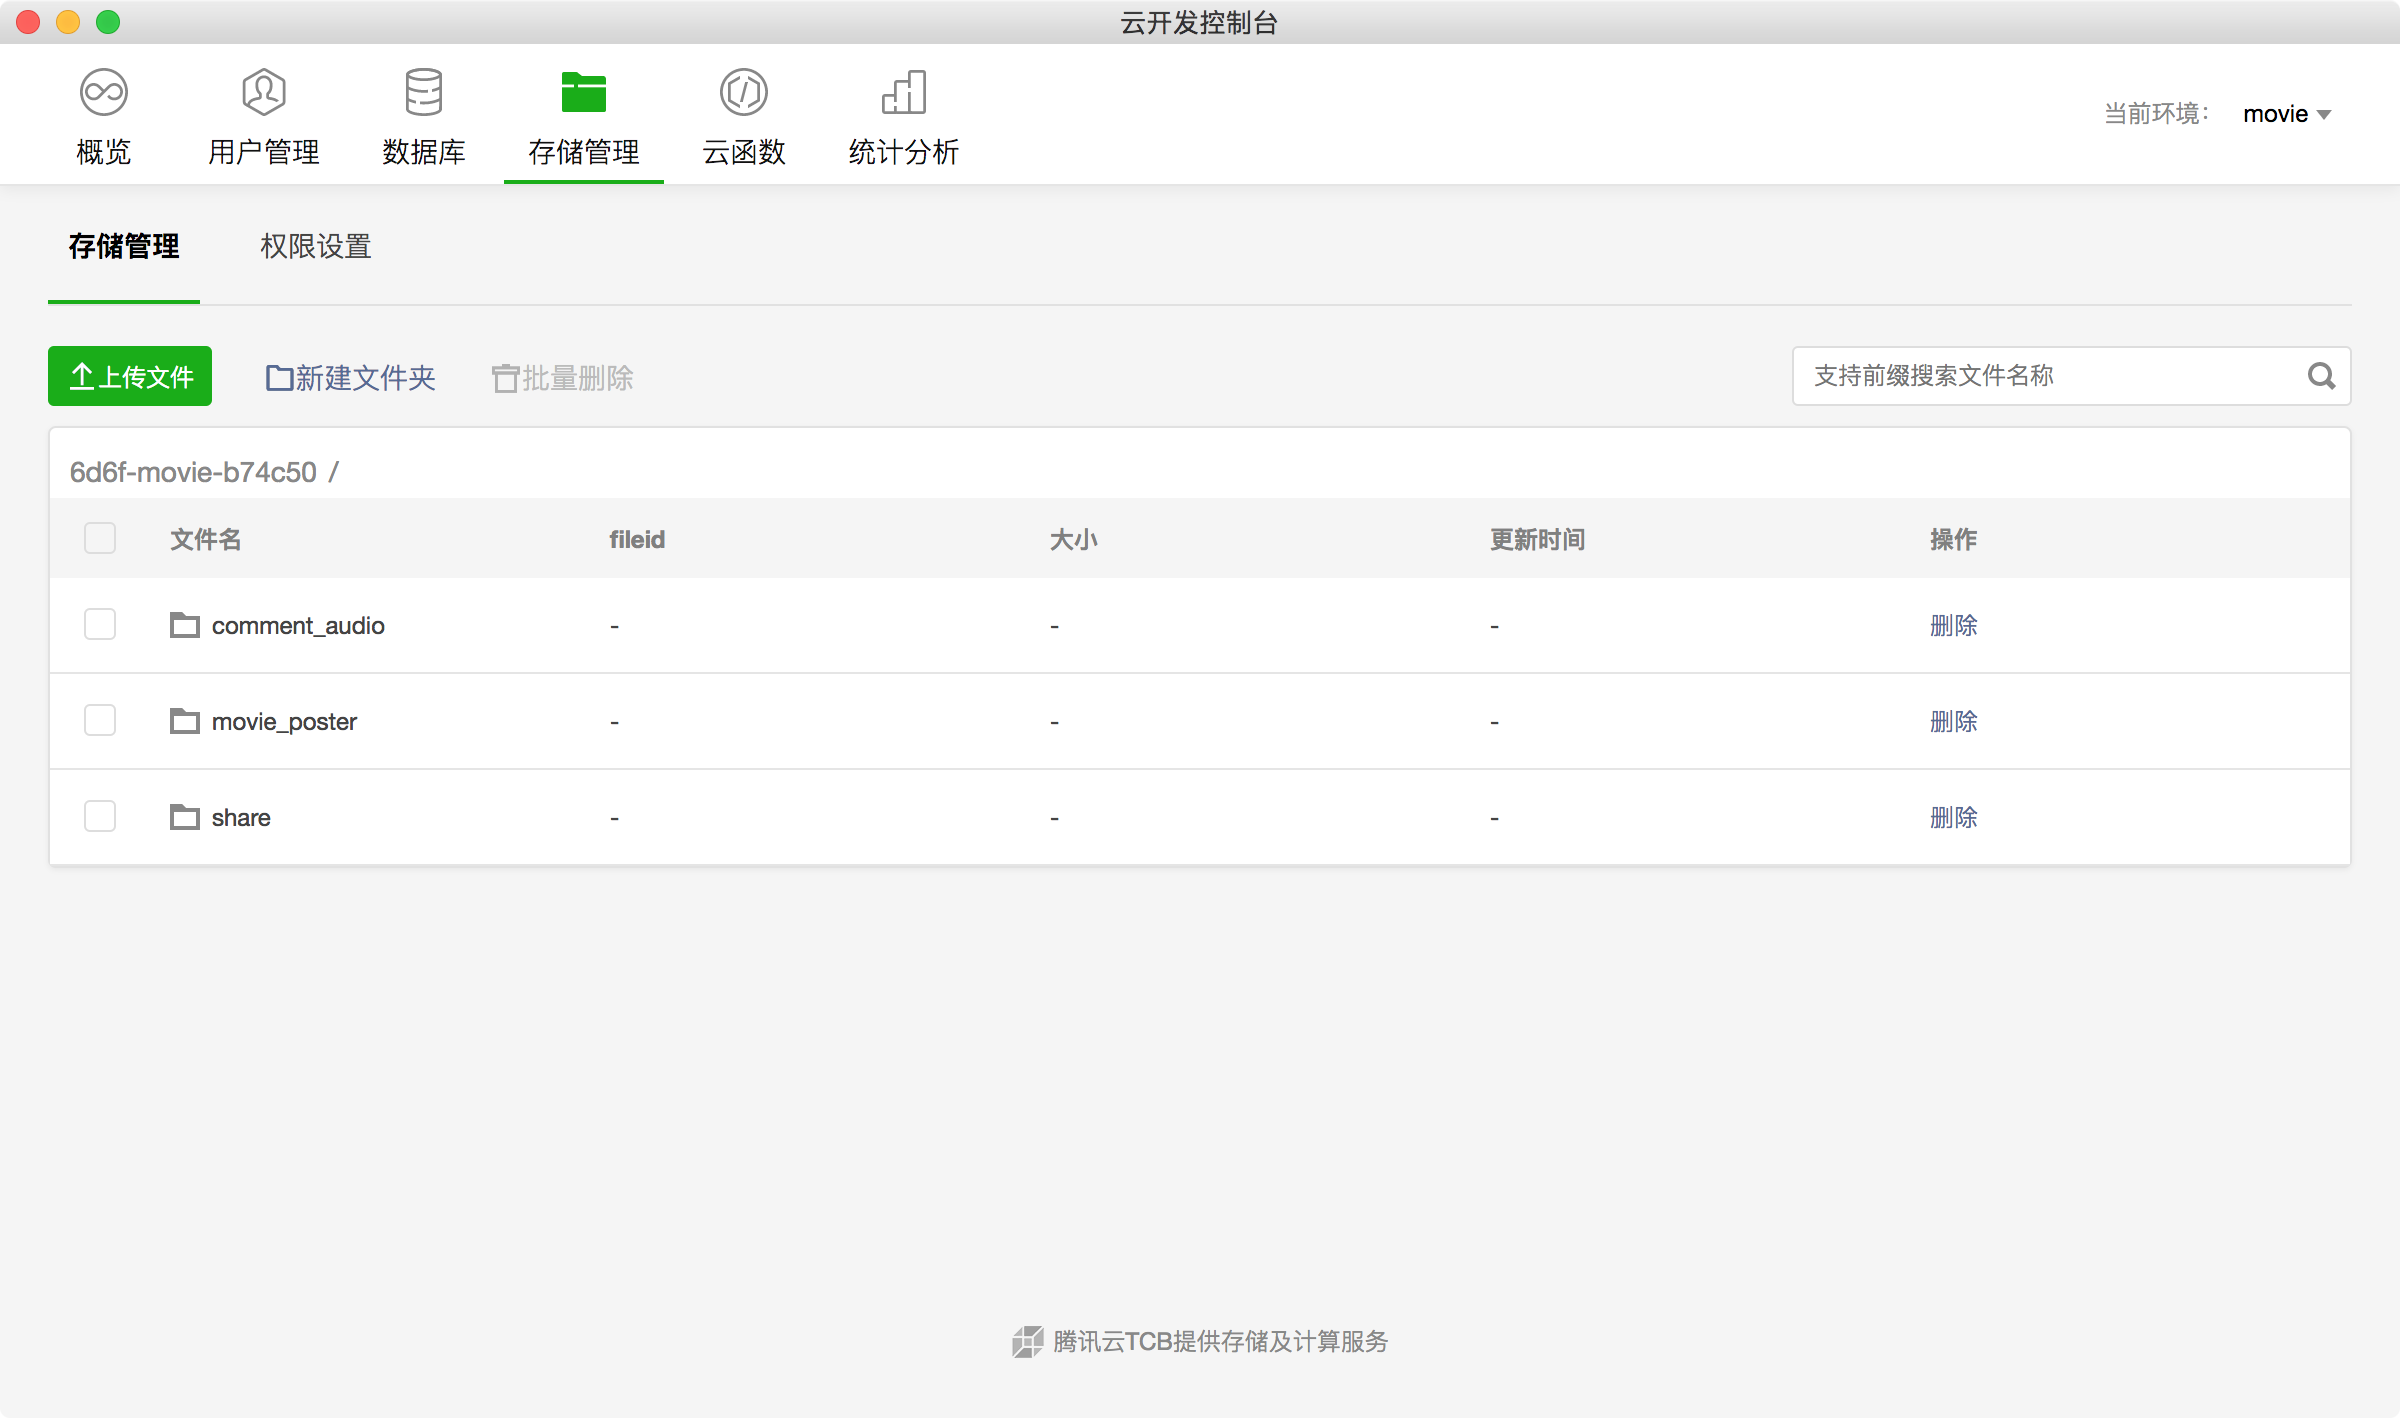 云开发控制台
概览 用户管理 数据库 存储管理 云函数 统计分析 当前环境： movie
存储管理 权限设置
上传文件 新建文件夹 批量删除 支持前缀搜索文件名称
6d6f-movie-b74c50 /
文件名 fileid 大小 更新时间 操作
comment_audio - - - 删除
movie_poster - - - 删除
share - - - 删除
腾讯云TCB提供存储及计算服务